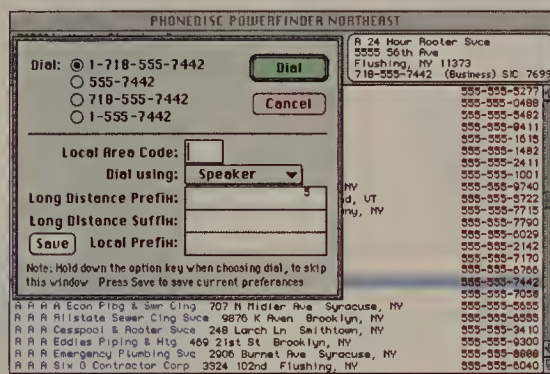 PHONEDISC POWERFINDER NORTHEAST
A 24 Hour Rooter Svce
5555 56th Ave
Flushing, NY 11373
718-555-7442 (Business) SIC 7699
Dial: 1-718-555-7442
555-7442
718-555-7442
1-555-7442
Dial
Cancel
Local Area Code:
Dial using: Speaker
Long Distance Prefix:
Long Distance Suffix:
Save Local Prefix:
Note: Hold down the option key when choosing dial, to skip
this window Press Save to save current preferances
555-555-5277
555-555-0488
555-555-5482
555-555-9411
555-555-1615
555-555-1482
555-555-2411
555-555-1001
NY 555-555-9740
d, VT 555-555-5722
ny, NY 555-555-7715
555-555-7790
555-555-6029
555-555-2142
555-555-7170
555-555-6766
555-555-7442
555-555-7058
A A A A Econ Plbg & Swr Clng 707 N Midler Ave Syracuse, NY
A A A Allstate Sewer Clng Svce 9876 K Aven Brooklyn, NY 555-555-6555
A A A Cesspool & Rooter Svce 248 Larch Ln Smithtown, NY 555-555-3410
A A A Eddies Piping & Htg 469 21st St Brooklyn, NY 555-555-9300
A A A Emergency Plumbing Svc 2906 Burnet Ave Syracuse, NY 555-555-8888
A A A Six G Contractor Corp 3324 102nd Flushing, NY 555-555-6040